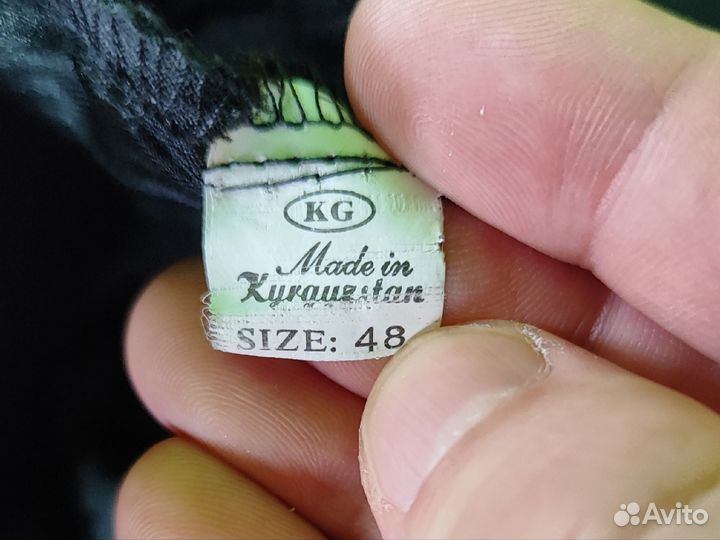 KG
Made in
Kyrgyzstan
SIZE: 48
Avito